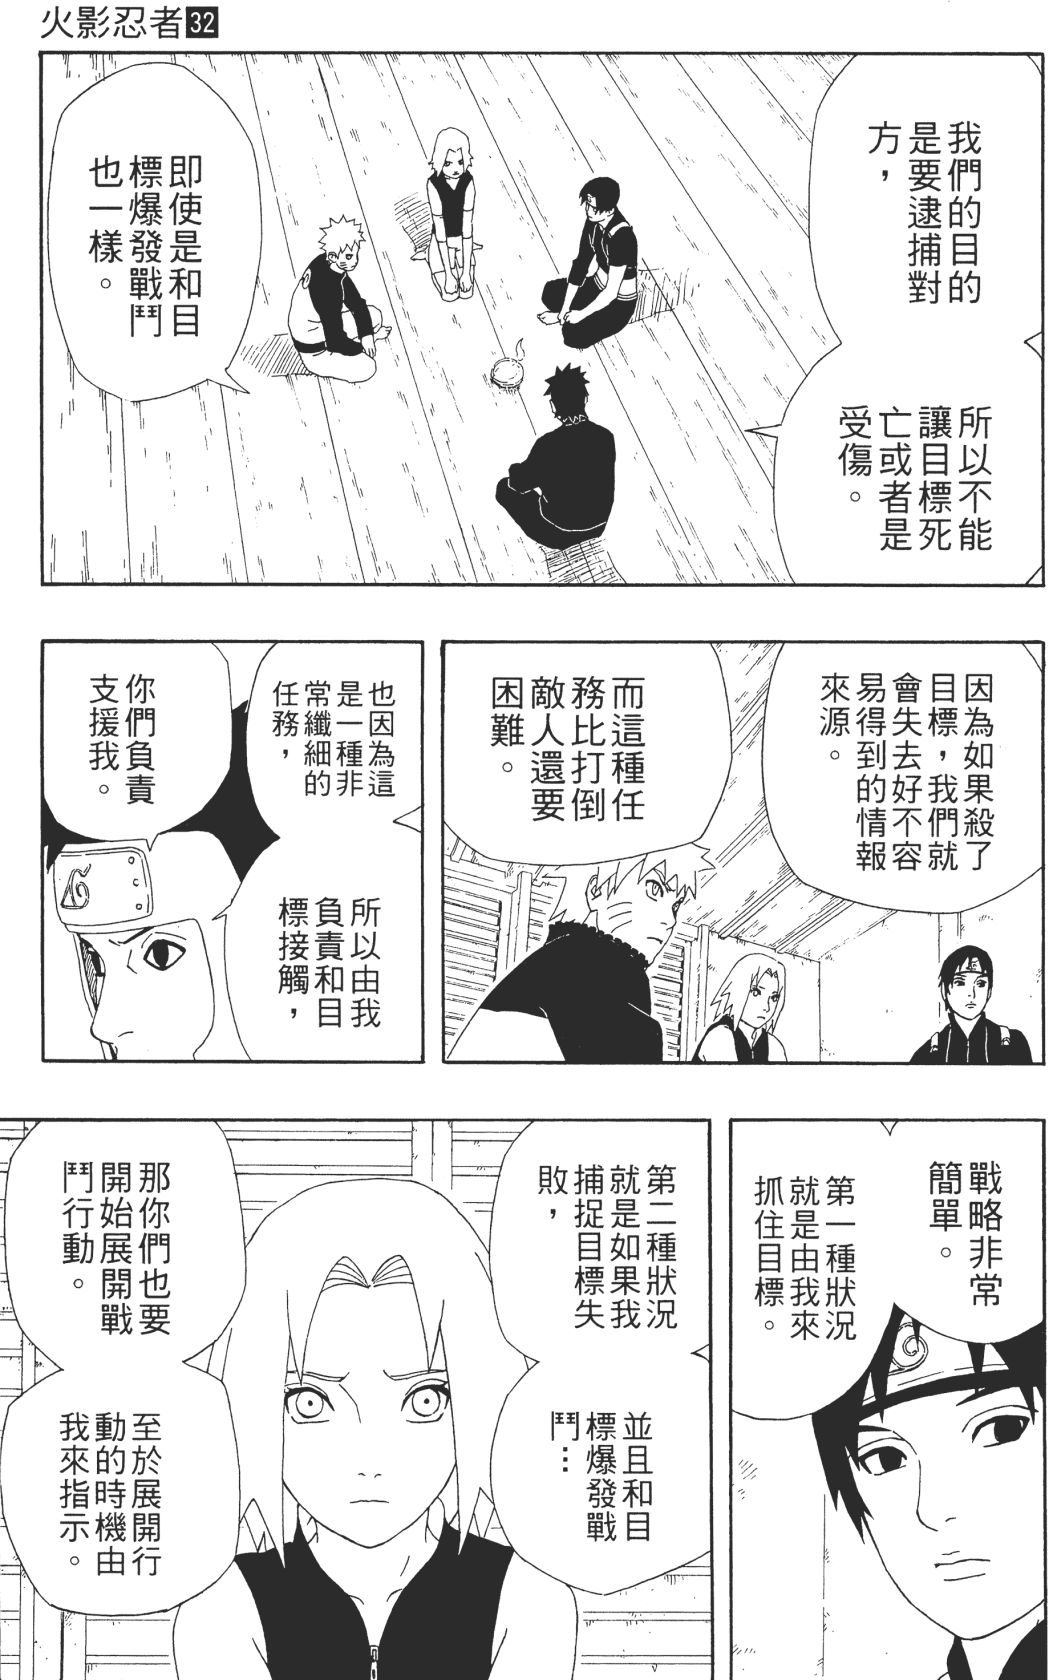 火影忍者32
我們的目的
是要逮捕對
方，
所以不能
讓目標死
亡或者是
受傷。
即使是和目
標爆發戰鬥
也一樣。
因為如果殺了
目標，我們就
會失去好不容
易得到的情報
來源。
而這種任
務比打倒
敵人還要
困難。
也因為這
是一種非
常纖細的
任務，
所以由我
負責和目
標接觸，
你們負責
支援我。
戰略非常
簡單。
第一種狀況
就是由我來
抓住目標。
第二種狀況
就是如果我
捕捉目標失
敗，
並且和目
標爆發戰
鬥…
那你們也要
開始展開戰
鬥行動。
至於展開行
動的時機由
我來指示。